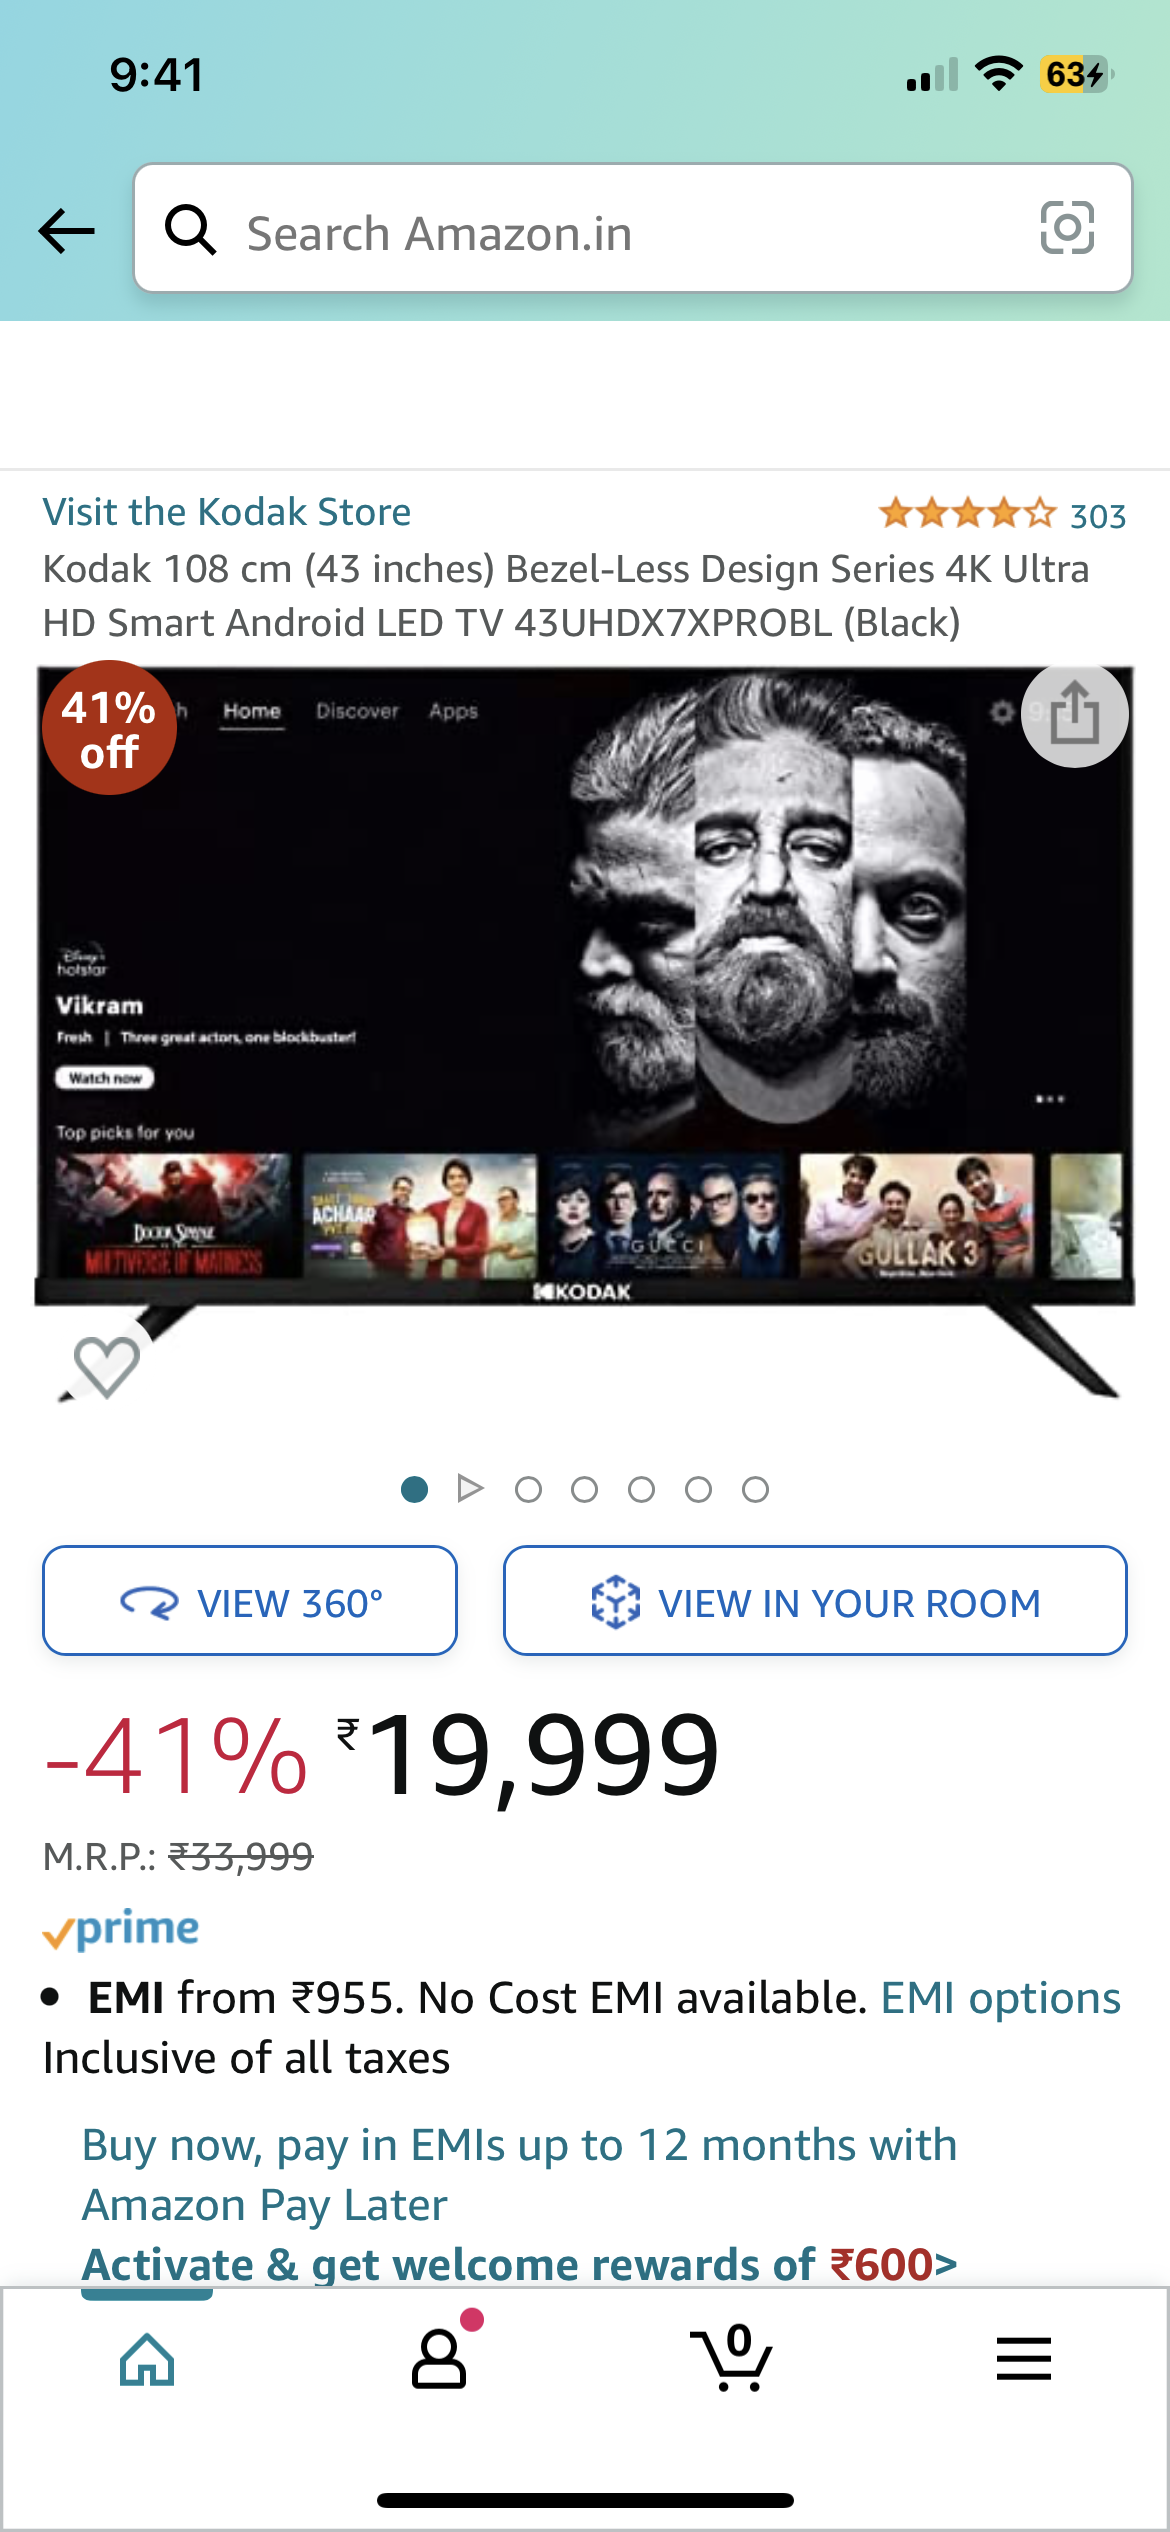 9:41
63
Search Amazon.in
Visit the Kodak Store
303
Kodak 108 cm (43 inches) Bezel-Less Design Series 4K Ultra
HD Smart Android LED TV 43UHDX7XPROBL (Black)
41%
off
h Home Discover Apps
Disney+
hotstar
Vikram
Fresh | Three great actors, one blockbuster!
Watch now
Top picks for you
DOCTOR STRANGE
MULTIVERSE OF MADNESS
ACHAAR
GUCCI
GULLAK 3
KODAK
VIEW 360°
VIEW IN YOUR ROOM
-41% ₹19,999
M.R.P.: ₹33,999
prime
• EMI from ₹955. No Cost EMI available. EMI options
Inclusive of all taxes
Buy now, pay in EMIs up to 12 months with
Amazon Pay Later
Activate & get welcome rewards of ₹600>
0